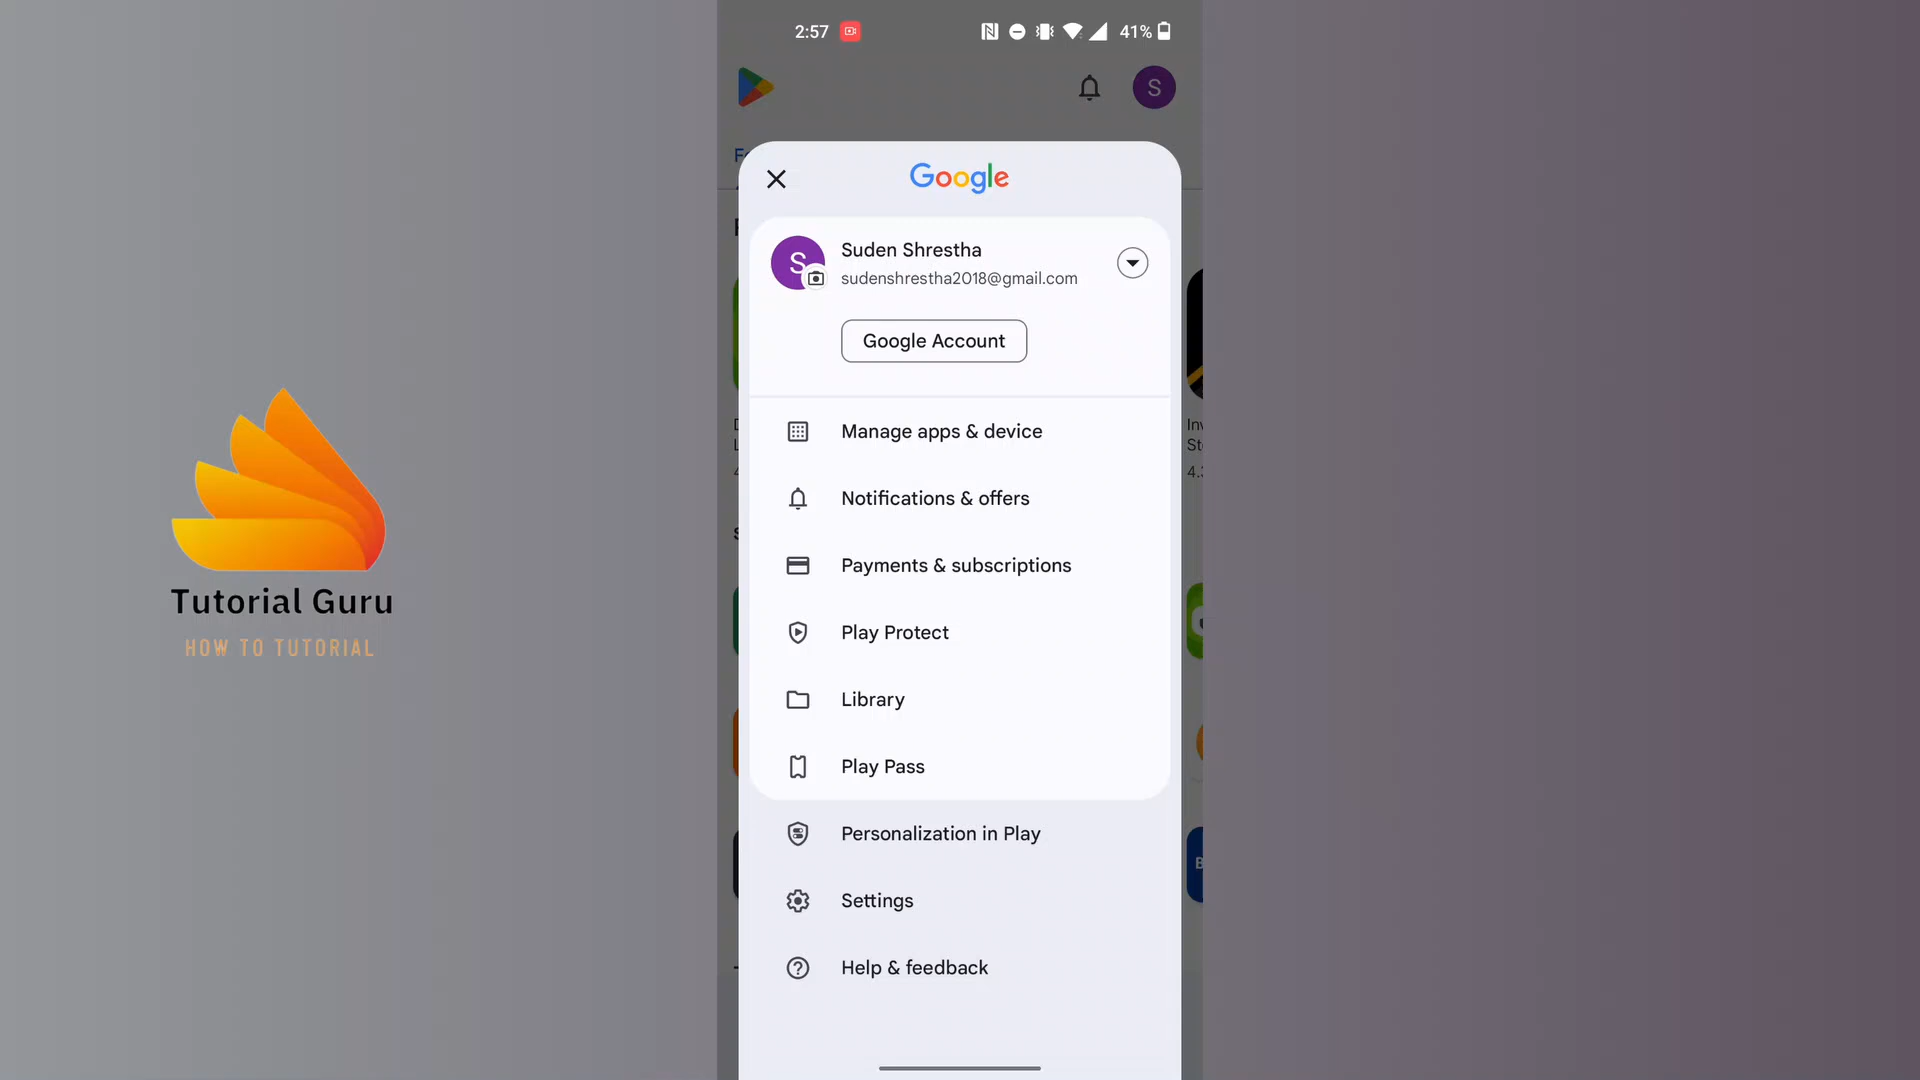 2:57
41%
S
Google
S
Suden Shrestha
sudenshrestha2018@gmail.com
Google Account
Manage apps & device
Notifications & offers
Payments & subscriptions
Play Protect
Library
Play Pass
Personalization in Play
Settings
Help & feedback
Tutorial Guru
HOW TO TUTORIAL